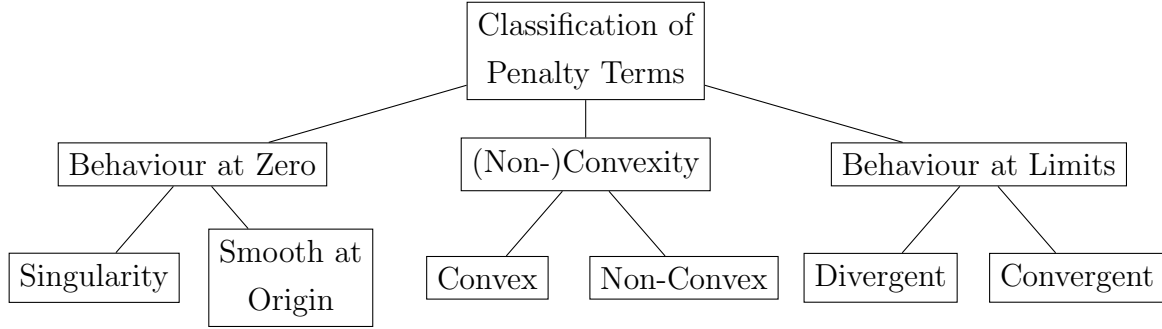 Classification of
Penalty Terms
Behaviour at Zero
(Non-)Convexity
Behaviour at Limits
Singularity
Smooth at
Origin
Convex
Non-Convex
Divergent
Convergent